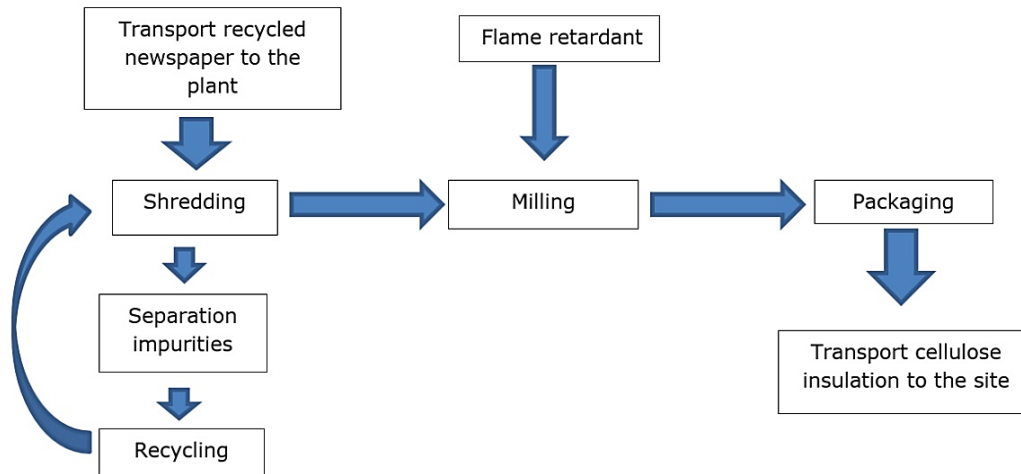 Transport recycled
newspaper to the
plant
Flame retardant
Shredding
Milling
Packaging
Separation
impurities
Transport cellulose
insulation to the site
Recycling